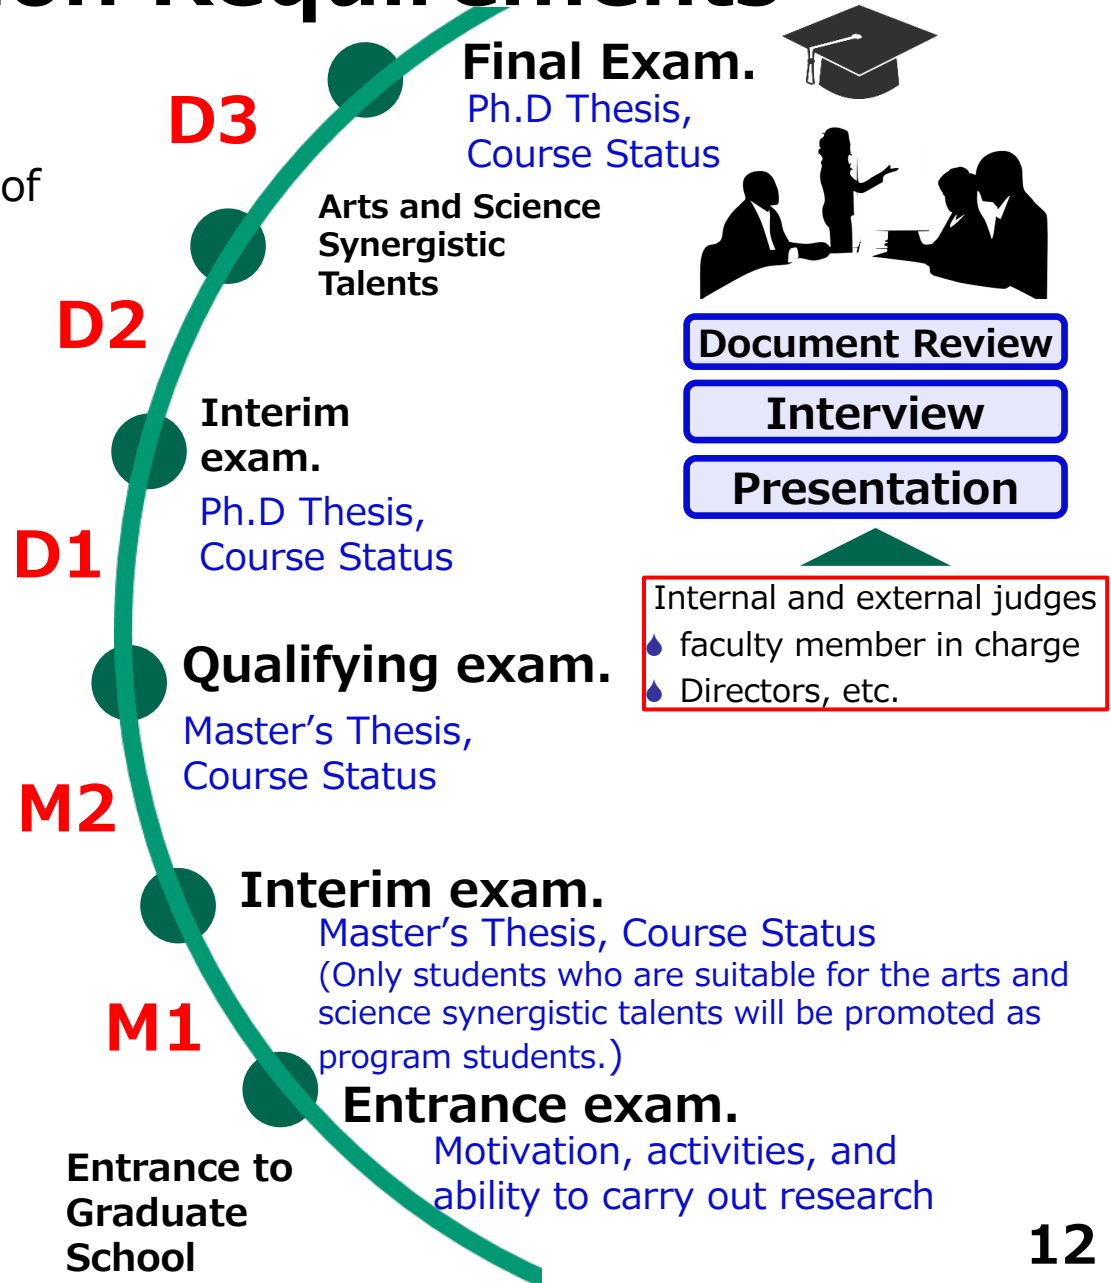 on Requirements
Final Exam.
Ph.D Thesis,
Course Status
D3
of
Arts and Science
Synergistic
Talents
D2
Document Review
Interview
Presentation
Interim
exam.
Ph.D Thesis,
Course Status
D1
Internal and external judges
faculty member in charge
Directors, etc.
Qualifying exam.
Master’s Thesis,
Course Status
M2
Interim exam.
Master’s Thesis, Course Status
(Only students who are suitable for the arts and
science synergistic talents will be promoted as
program students.)
M1
Entrance exam.
Motivation, activities, and
ability to carry out research
Entrance to
Graduate
School
12